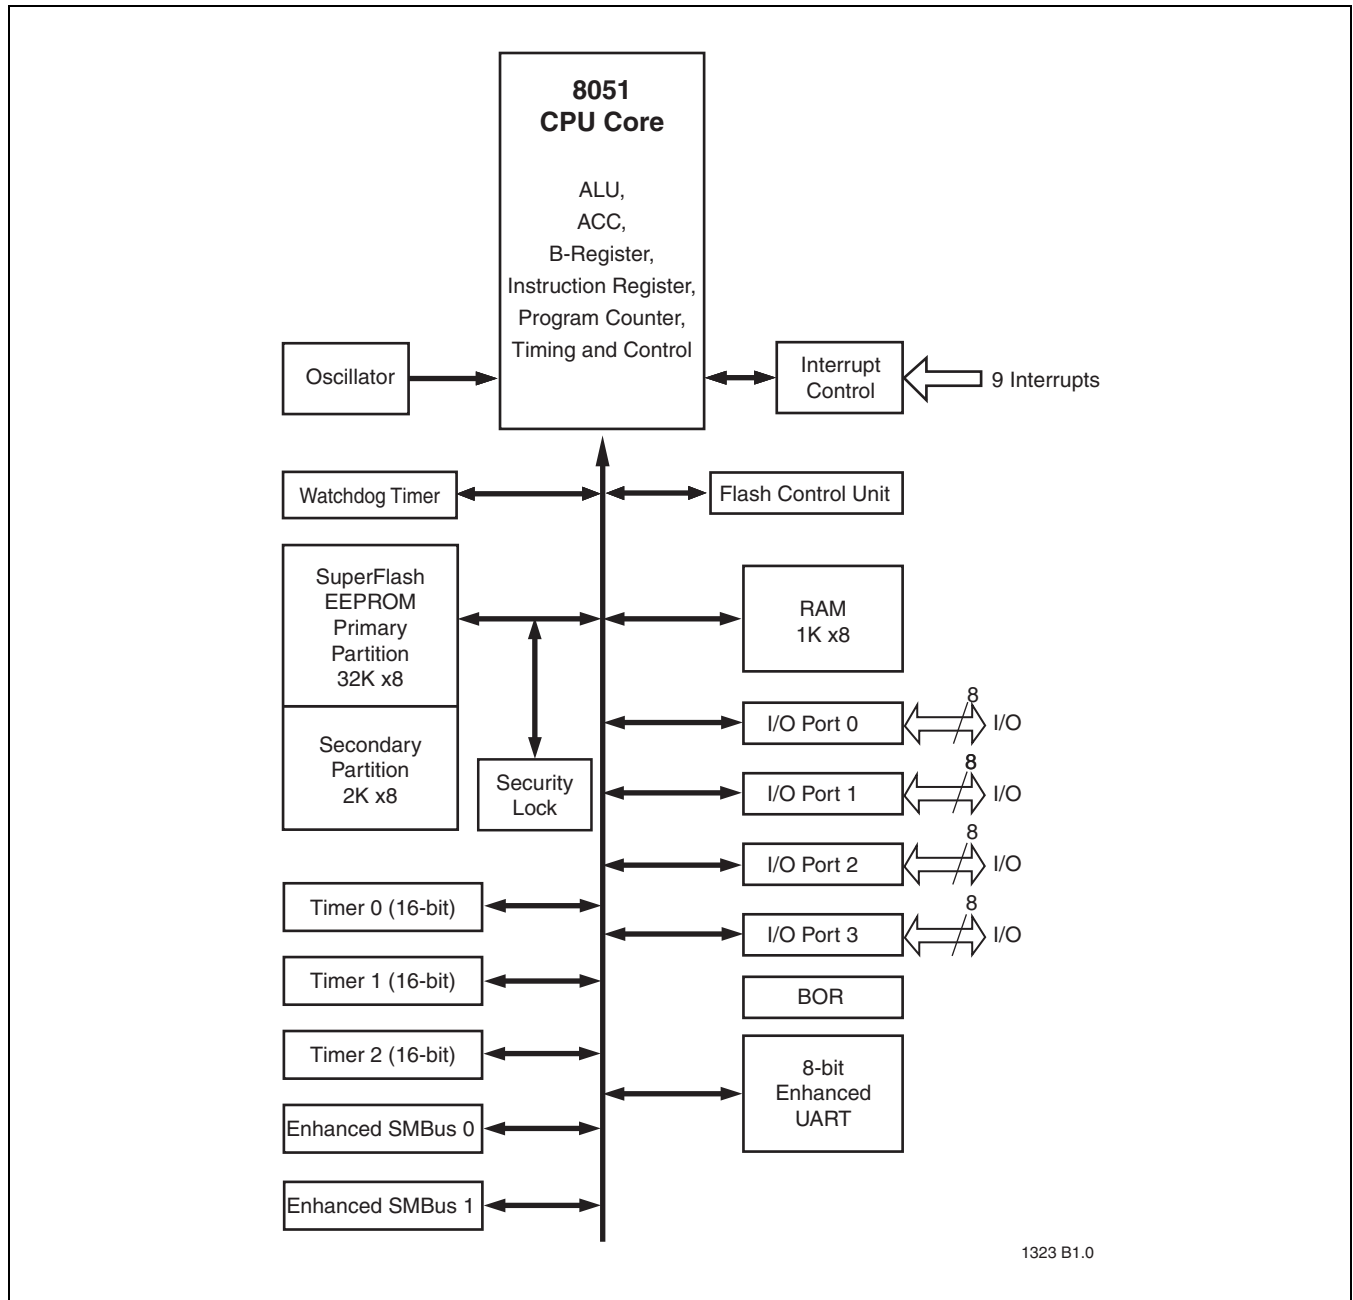 8051
CPU Core
ALU,
ACC,
B-Register,
Instruction Register,
Program Counter,
Timing and Control
Oscillator
Interrupt
Control
9 Interrupts
Watchdog Timer
Flash Control Unit
SuperFlash
EEPROM
Primary
Partition
32K x8
RAM
1K x8
Secondary
Partition
2K x8
Security
Lock
8
I/O Port 0
I/O
8
I/O Port 1
I/O
8
I/O Port 2
I/O
8
I/O Port 3
I/O
Timer 0 (16-bit)
Timer 1 (16-bit)
BOR
Timer 2 (16-bit)
8-bit
Enhanced
UART
Enhanced SMBus 0
Enhanced SMBus 1
1323 B1.0